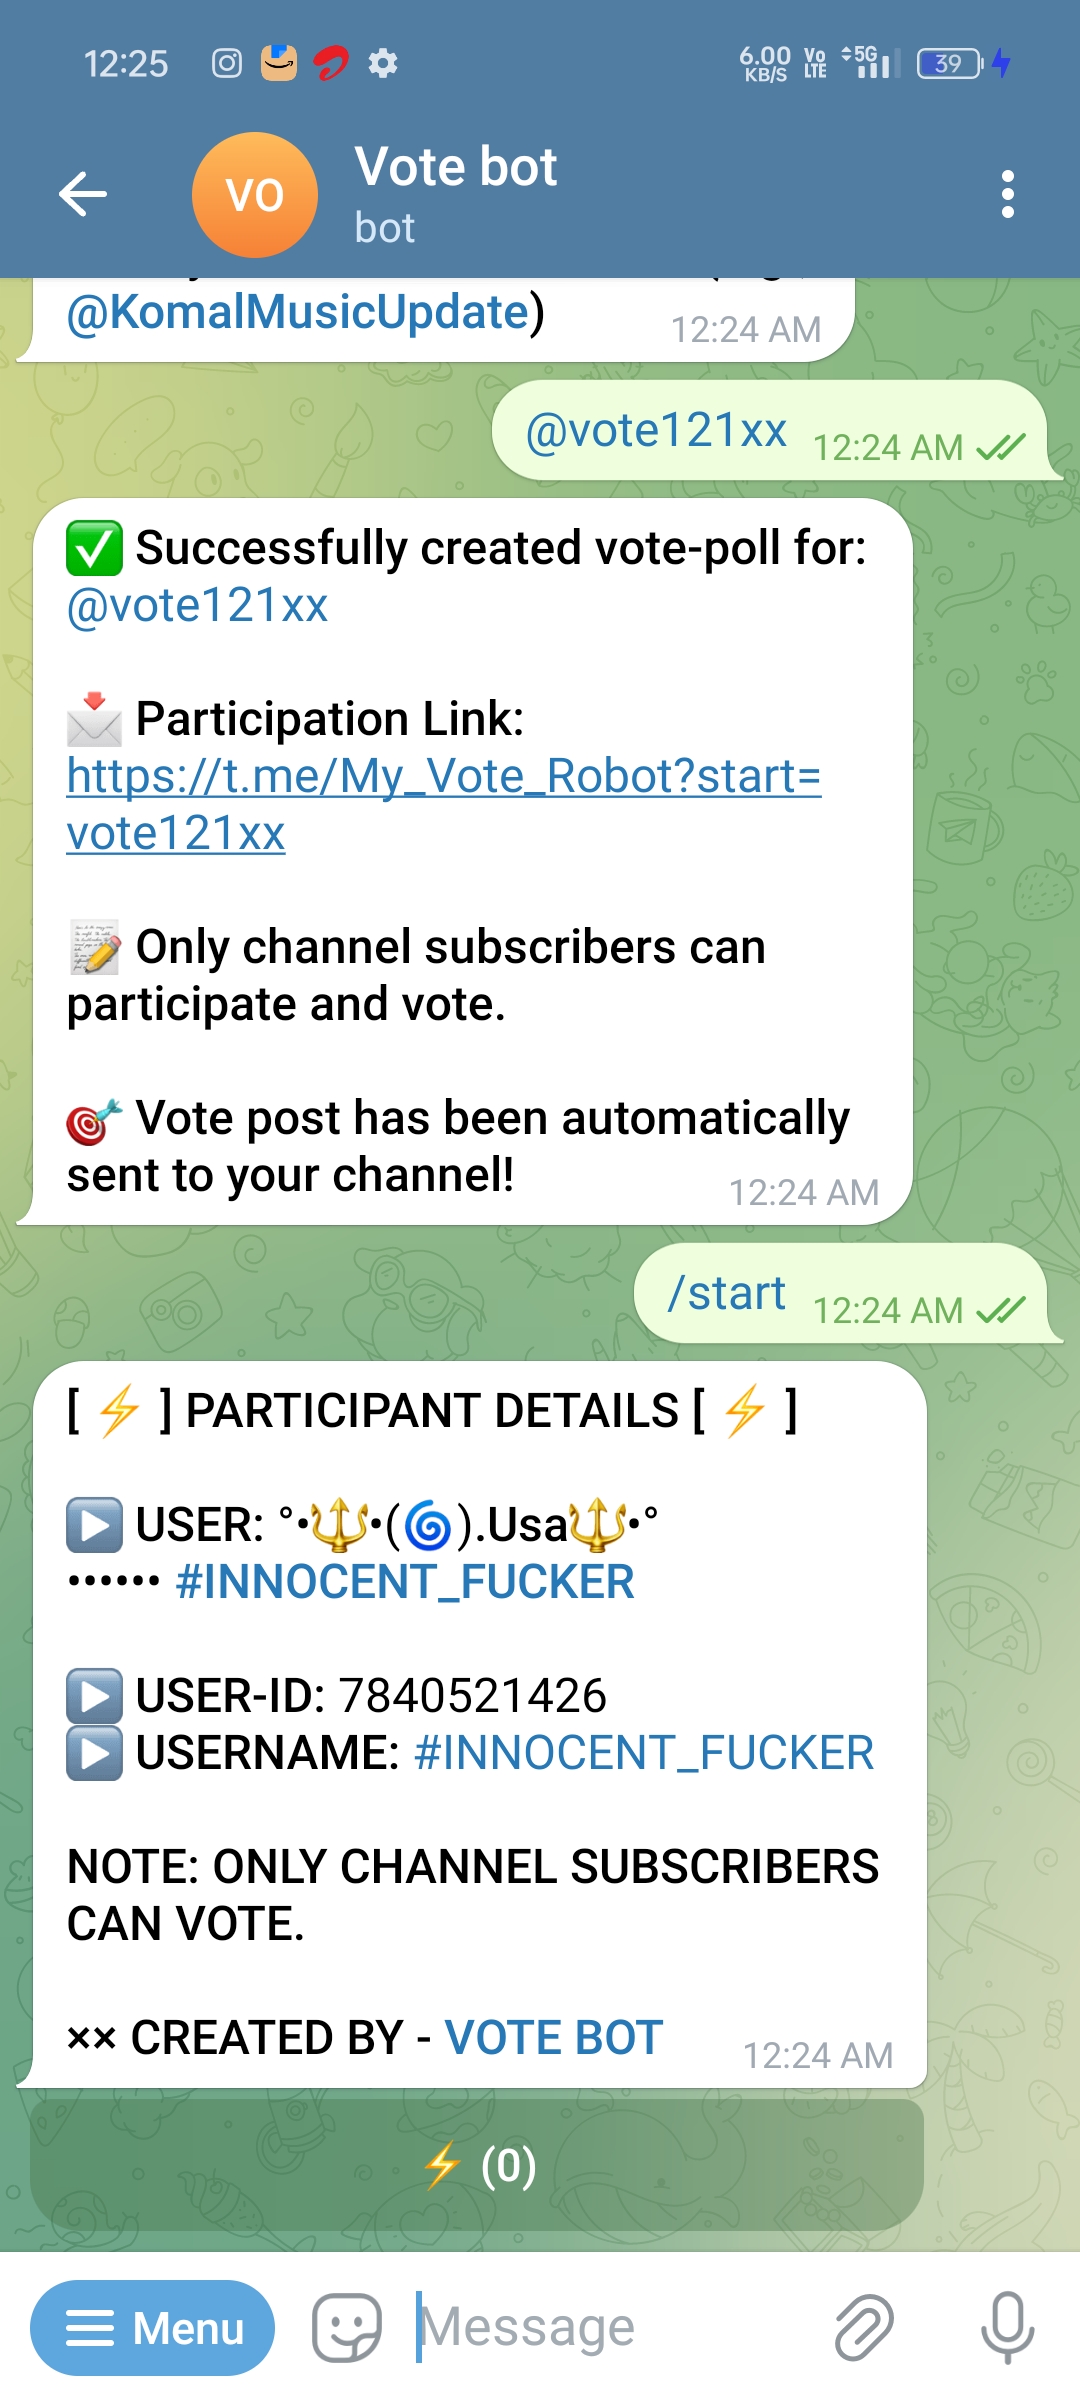 12:25
6.00 KB/S Vo LTE 5G 39
VO
Vote bot
bot
@KomalMusicUpdate)
12:24 AM
@vote121xx 12:24 AM
✅ Successfully created vote-poll for:
@vote121xx
📩 Participation Link:
https://t.me/My_Vote_Robot?start=
vote121xx
📝 Only channel subscribers can
participate and vote.
🎯 Vote post has been automatically
sent to your channel!
12:24 AM
/start 12:24 AM
[ ⚡ ] PARTICIPANT DETAILS [ ⚡ ]
▶️ USER: °•🔱•(🌀).Usa🔱•°
•••••• #INNOCENT_FUCKER
▶️ USER-ID: 7840521426
▶️ USERNAME: #INNOCENT_FUCKER
NOTE: ONLY CHANNEL SUBSCRIBERS
CAN VOTE.
×× CREATED BY - VOTE BOT
12:24 AM
⚡ (0)
Menu
Message